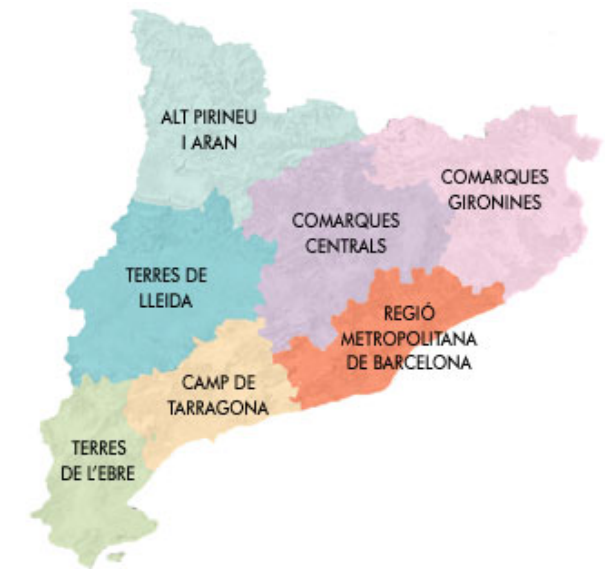 ALT PIRINEU
I ARAN
COMARQUES
GIRONINES
COMARQUES
CENTRALS
TERRES DE
LLEIDA
REGIÓ
METROPOLITANA
DE BARCELONA
CAMP DE
TARRAGONA
TERRES
DE L'EBRE